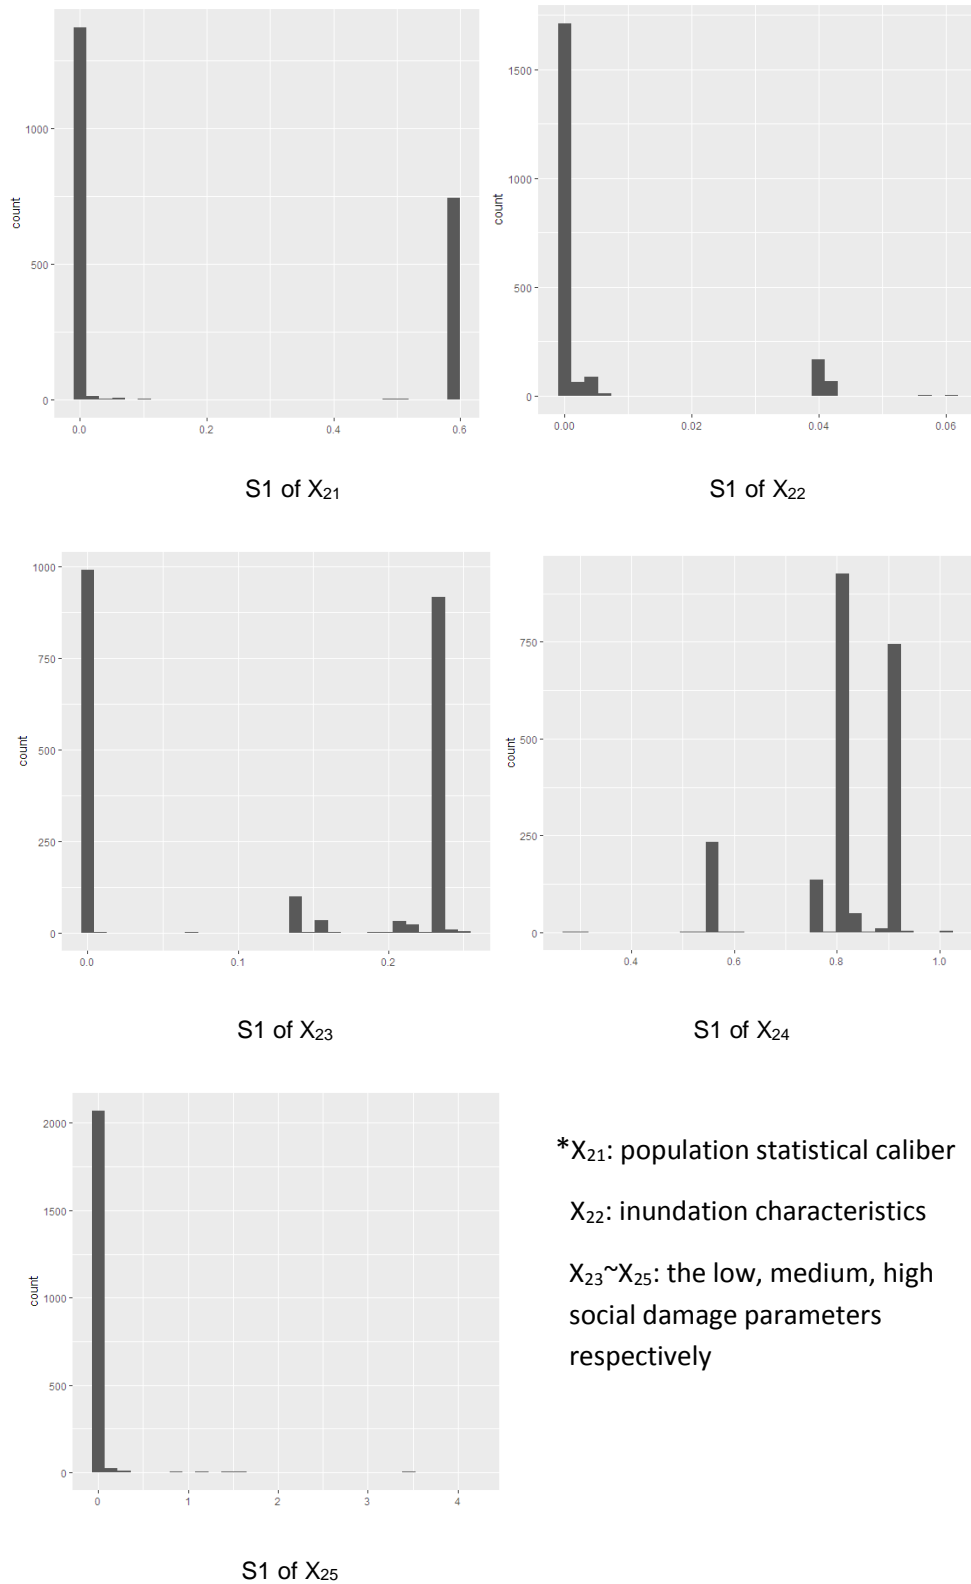 count
1000
500
0
0.0 0.2 0.4 0.6
S1 of X₂₁
count
1500
1000
500
0
0.00 0.02 0.04 0.06
S1 of X₂₂
count
1000
750
500
250
0
0.0 0.1 0.2
S1 of X₂₃
count
750
500
250
0
0.4 0.6 0.8 1.0
S1 of X₂₄
count
2000
1500
1000
500
0
0 1 2 3 4
S1 of X₂₅
*X₂₁: population statistical caliber
X₂₂: inundation characteristics
X₂₃~X₂₅: the low, medium, high
social damage parameters
respectively